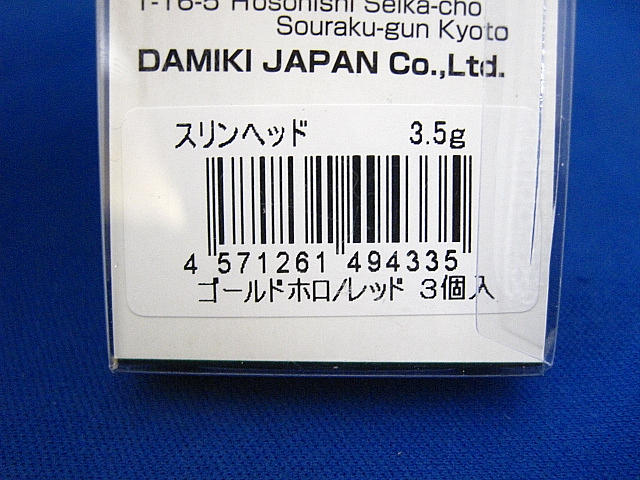 1-16-5 Hosonishi Seika-cho
Souraku-gun Kyoto
DAMIKI JAPAN Co.,Ltd.
スリンヘッド 3.5g
4 571261 494335
ゴールドホロ/レッド 3個入